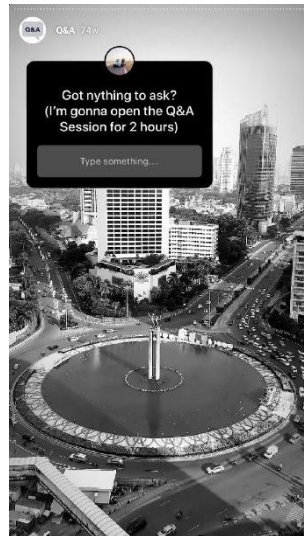 Q&A
Q&A 74w
Got nything to ask?
(I'm gonna open the Q&A
Session for 2 hours)
Type something....